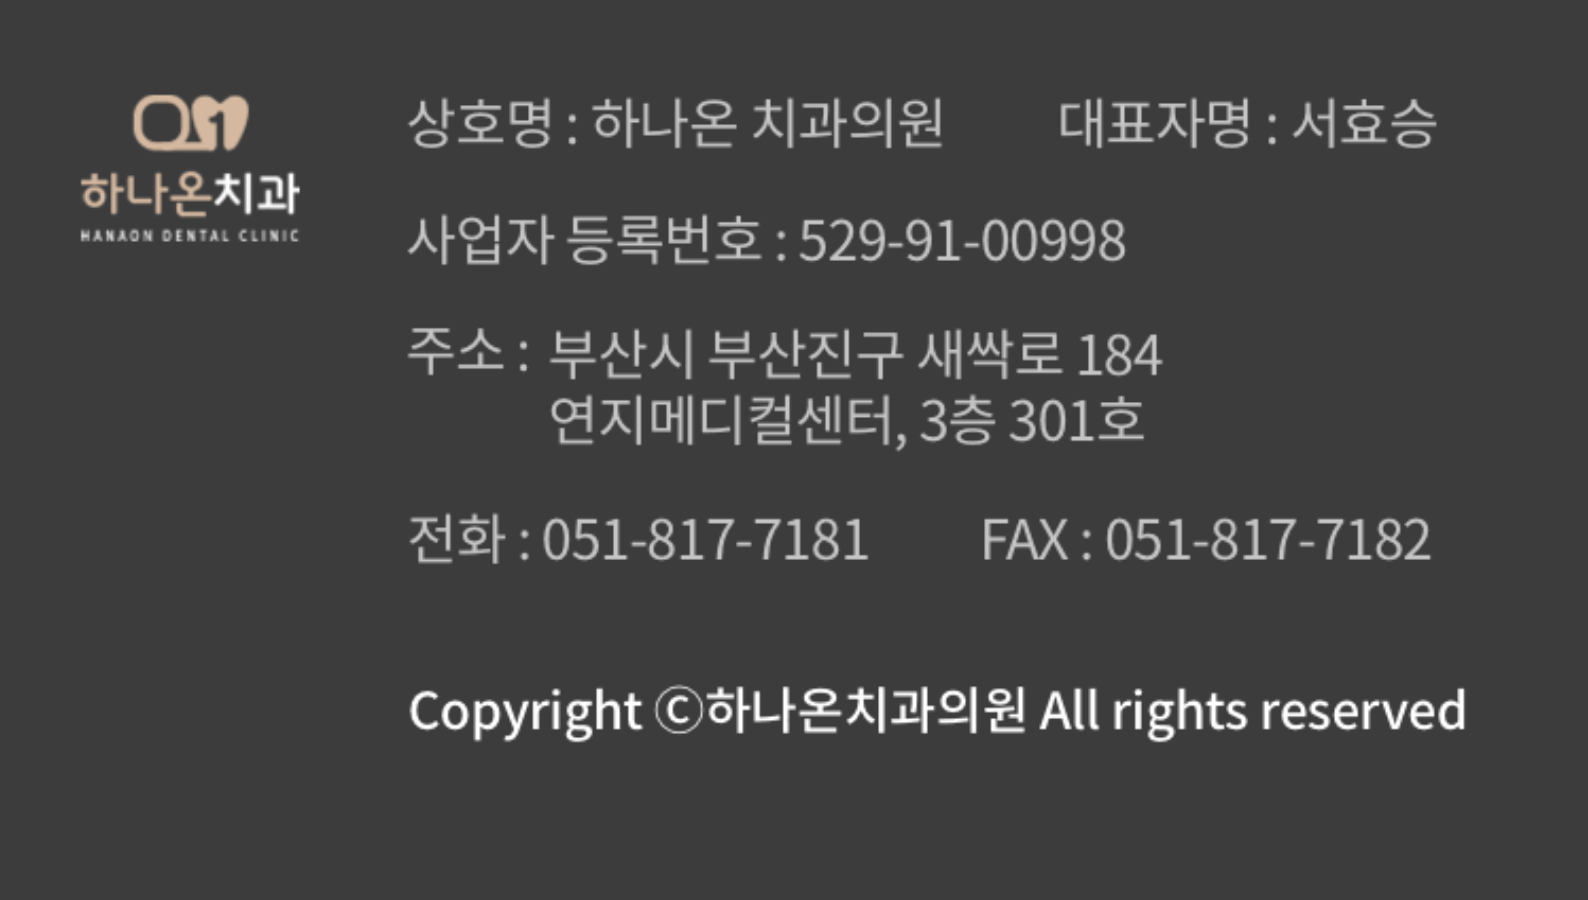 하나온치과
HANAON DENTAL CLINIC
상호명 : 하나온 치과의원 대표자명 : 서효승
사업자 등록번호 : 529-91-00998
주소 : 부산시 부산진구 새싹로 184
연지메디컬센터, 3층 301호
전화 : 051-817-7181 FAX : 051-817-7182
Copyright ⓒ하나온치과의원 All rights reserved